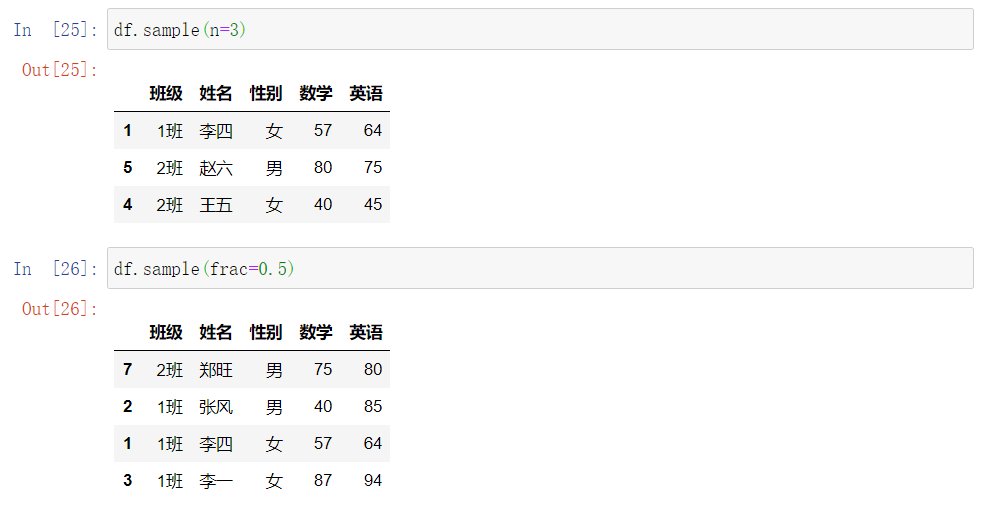 In [25]: df.sample(n=3)
Out[25]:
班级 姓名 性别 数学 英语
1 1班 李四 女 57 64
5 2班 赵六 男 80 75
4 2班 王五 女 40 45
In [26]: df.sample(frac=0.5)
Out[26]:
班级 姓名 性别 数学 英语
7 2班 郑旺 男 75 80
2 1班 张风 男 40 85
1 1班 李四 女 57 64
3 1班 李一 女 87 94